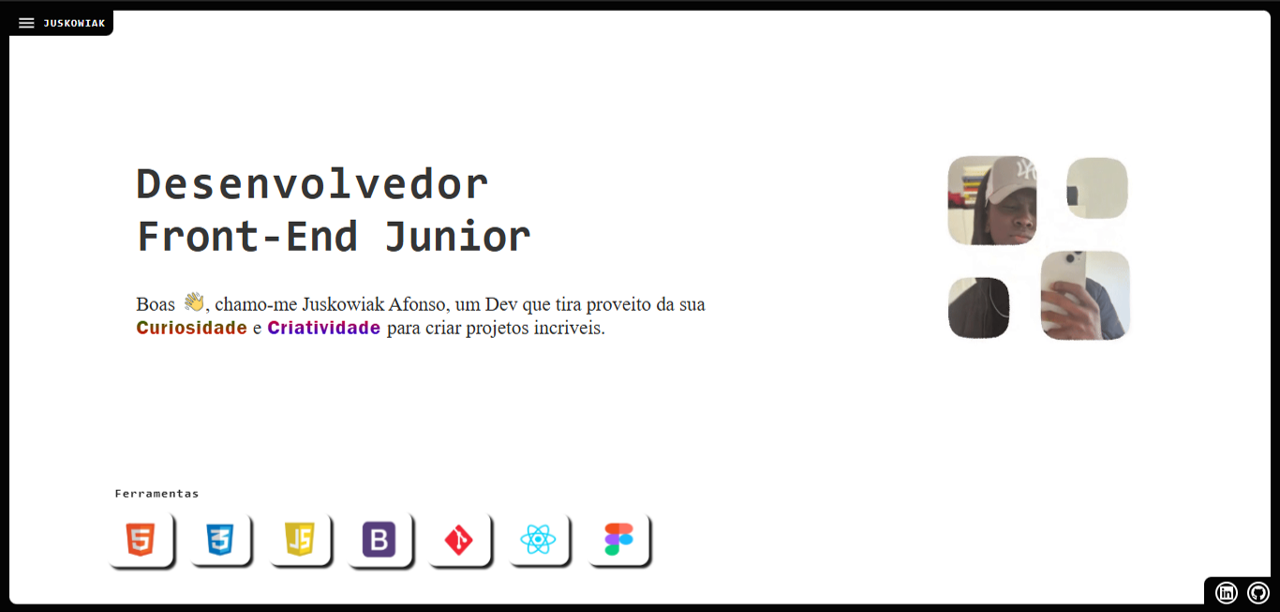 JUSKOWIAK
Desenvolvedor
Front-End Junior
Boas 👋, chamo-me Juskowiak Afonso, um Dev que tira proveito da sua
Curiosidade e Criatividade para criar projetos incriveis.
Ferramentas
5 3 JS B
in